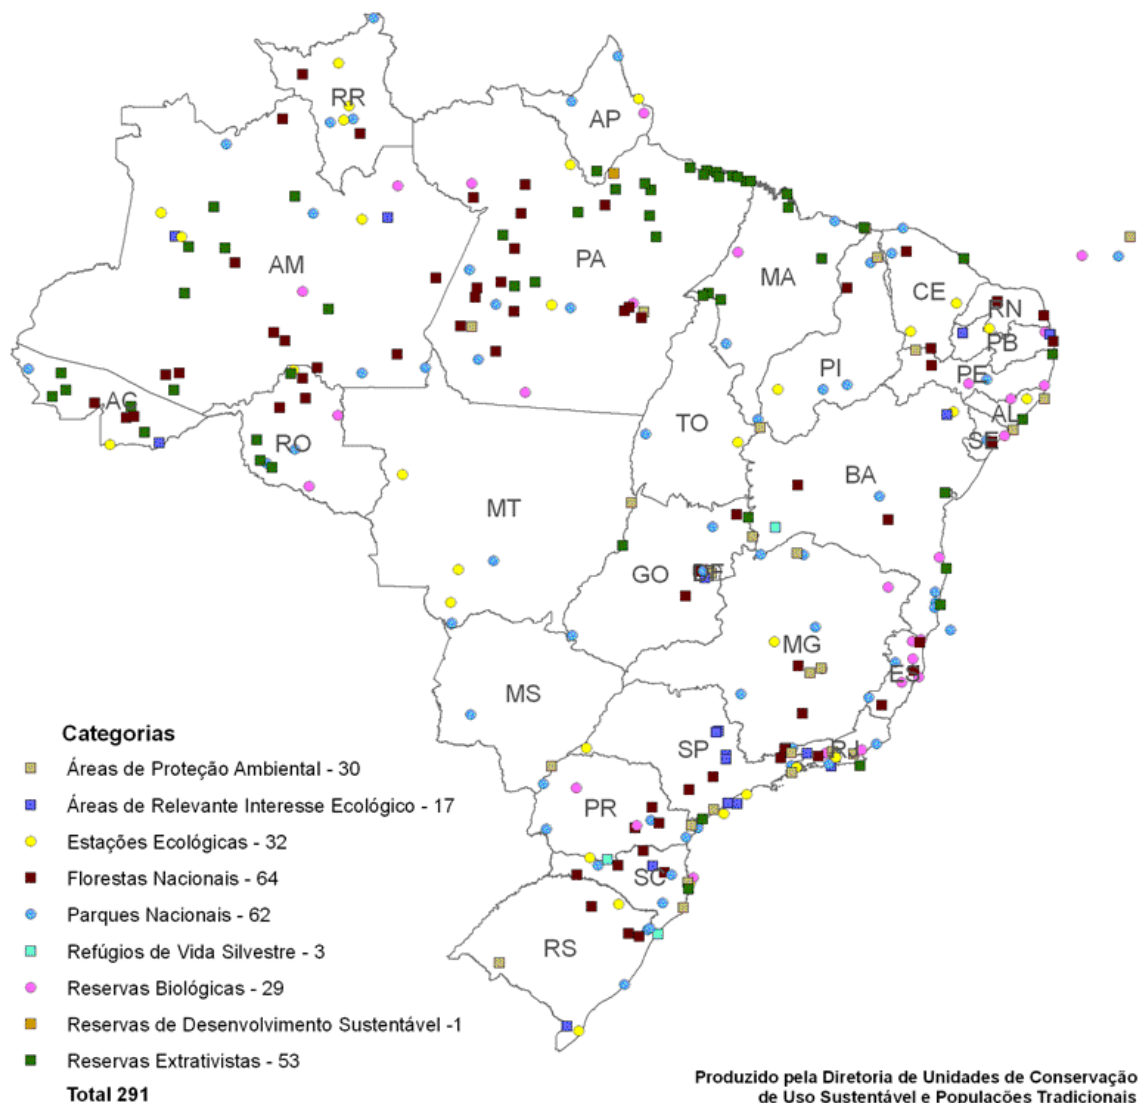 RR
AP
AM
PA
MA
CE
RN
PB
PE
AL
SE
PI
AC
RO
TO
BA
MT
GO
DF
MG
ES
MS
SP
RJ
PR
SC
RS
Categorias
Áreas de Proteção Ambiental - 30
Áreas de Relevante Interesse Ecológico - 17
Estações Ecológicas - 32
Florestas Nacionais - 64
Parques Nacionais - 62
Refúgios de Vida Silvestre - 3
Reservas Biológicas - 29
Reservas de Desenvolvimento Sustentável -1
Reservas Extrativistas - 53
Total 291
Produzido pela Diretoria de Unidades de Conservação
de Uso Sustentável e Populações Tradicionais